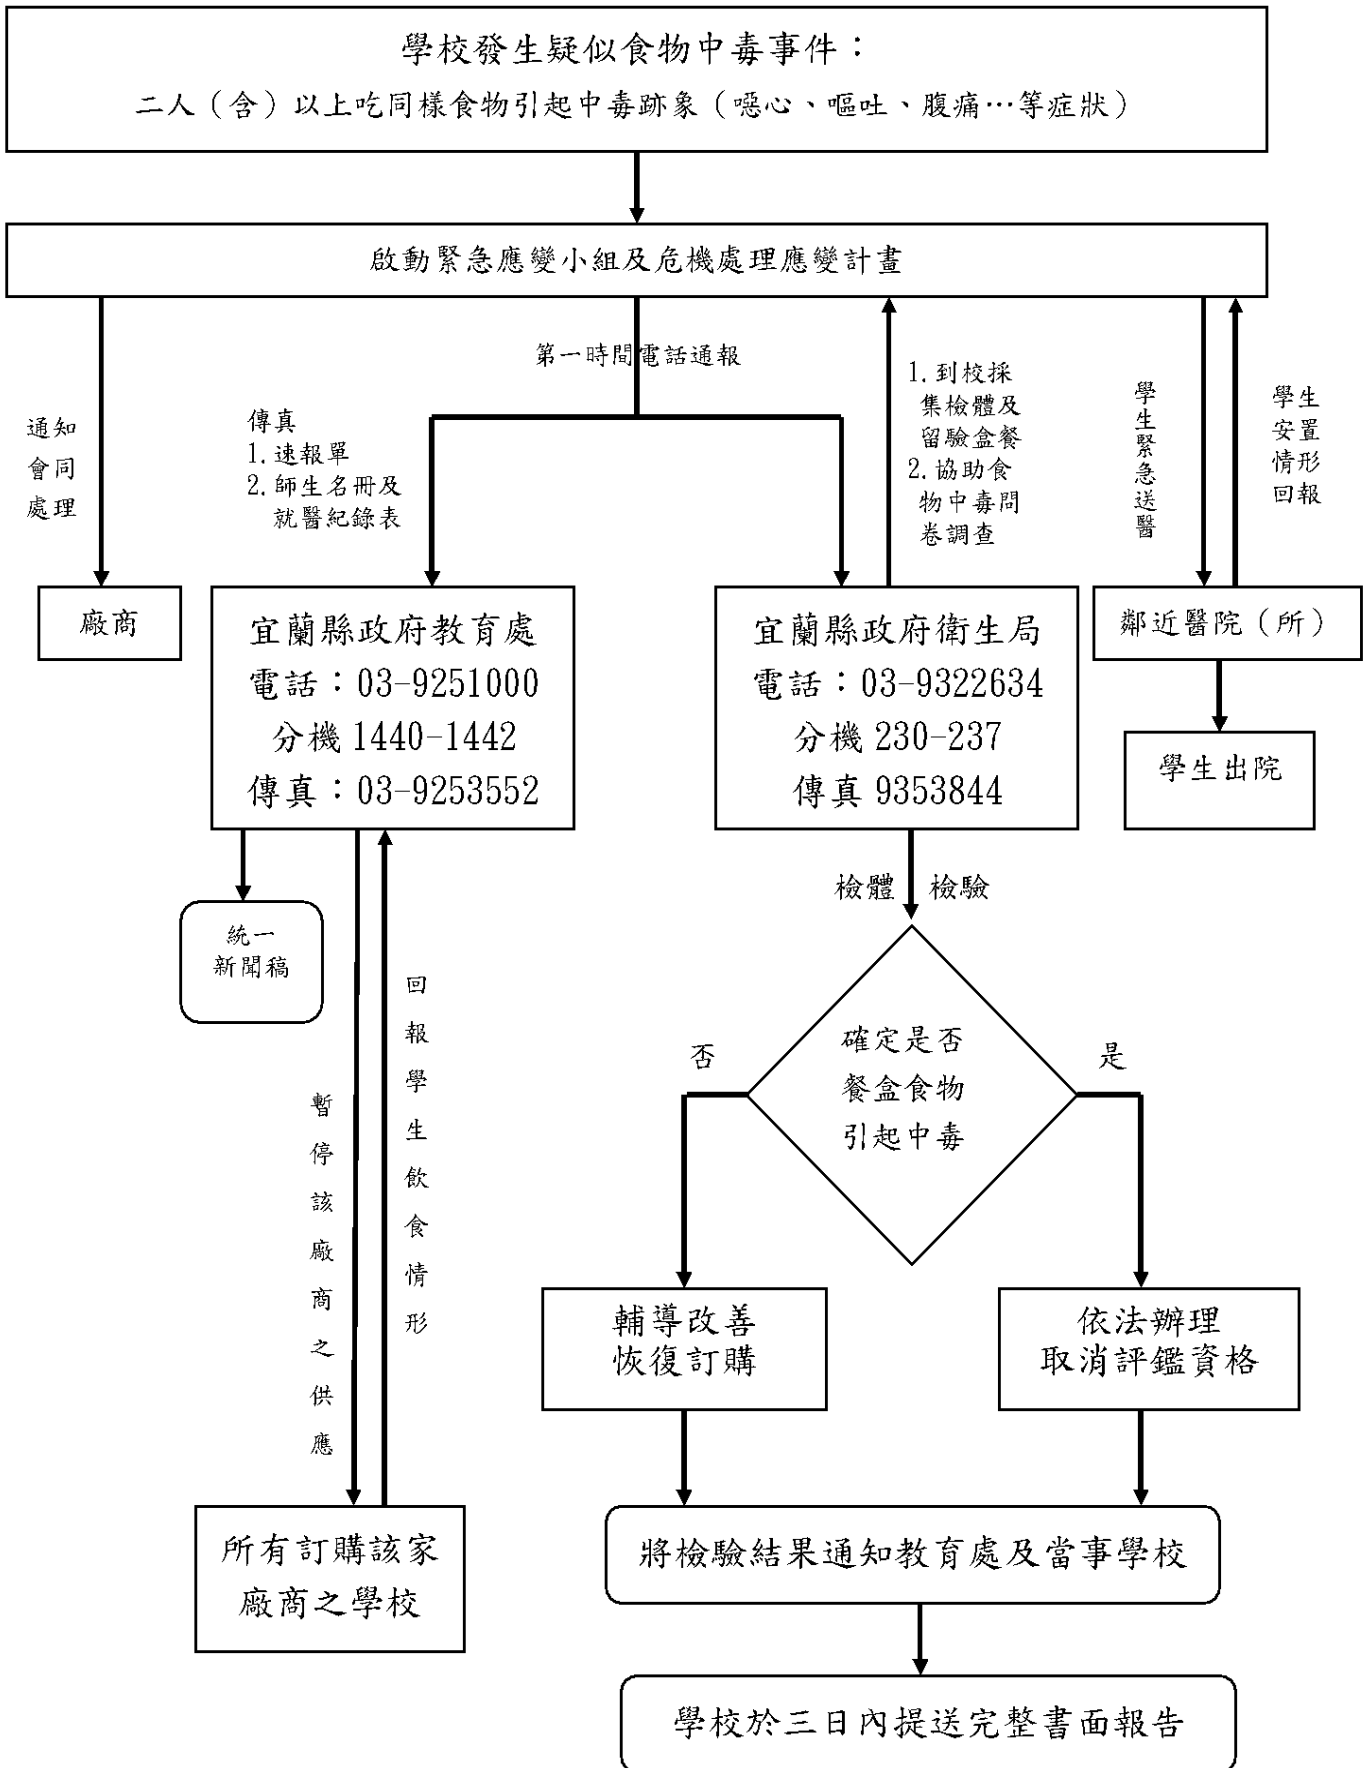 學校發生疑似食物中毒事件：
二人（含）以上吃同樣食物引起中毒跡象（噁心、嘔吐、腹痛…等症狀）
啟動緊急應變小組及危機處理應變計畫
第一時間電話通報
通知
會同
處理
傳真
1.速報單
2.師生名冊及
就醫紀錄表
1.到校採
集檢體及
留驗盒餐
2.協助食
物中毒問
卷調查
學生緊急送醫
學生
安置
情形
回報
廠商
宜蘭縣政府教育處
電話：03-9251000
分機 1440-1442
傳真：03-9253552
宜蘭縣政府衛生局
電話：03-9322634
分機 230-237
傳真 9353844
鄰近醫院（所）
學生出院
統一
新聞稿
暫停該廠商之供應
回報學生飲食情形
檢體 檢驗
確定是否
餐盒食物
引起中毒
否
是
輔導改善
恢復訂購
依法辦理
取消評鑑資格
所有訂購該家
廠商之學校
將檢驗結果通知教育處及當事學校
學校於三日內提送完整書面報告